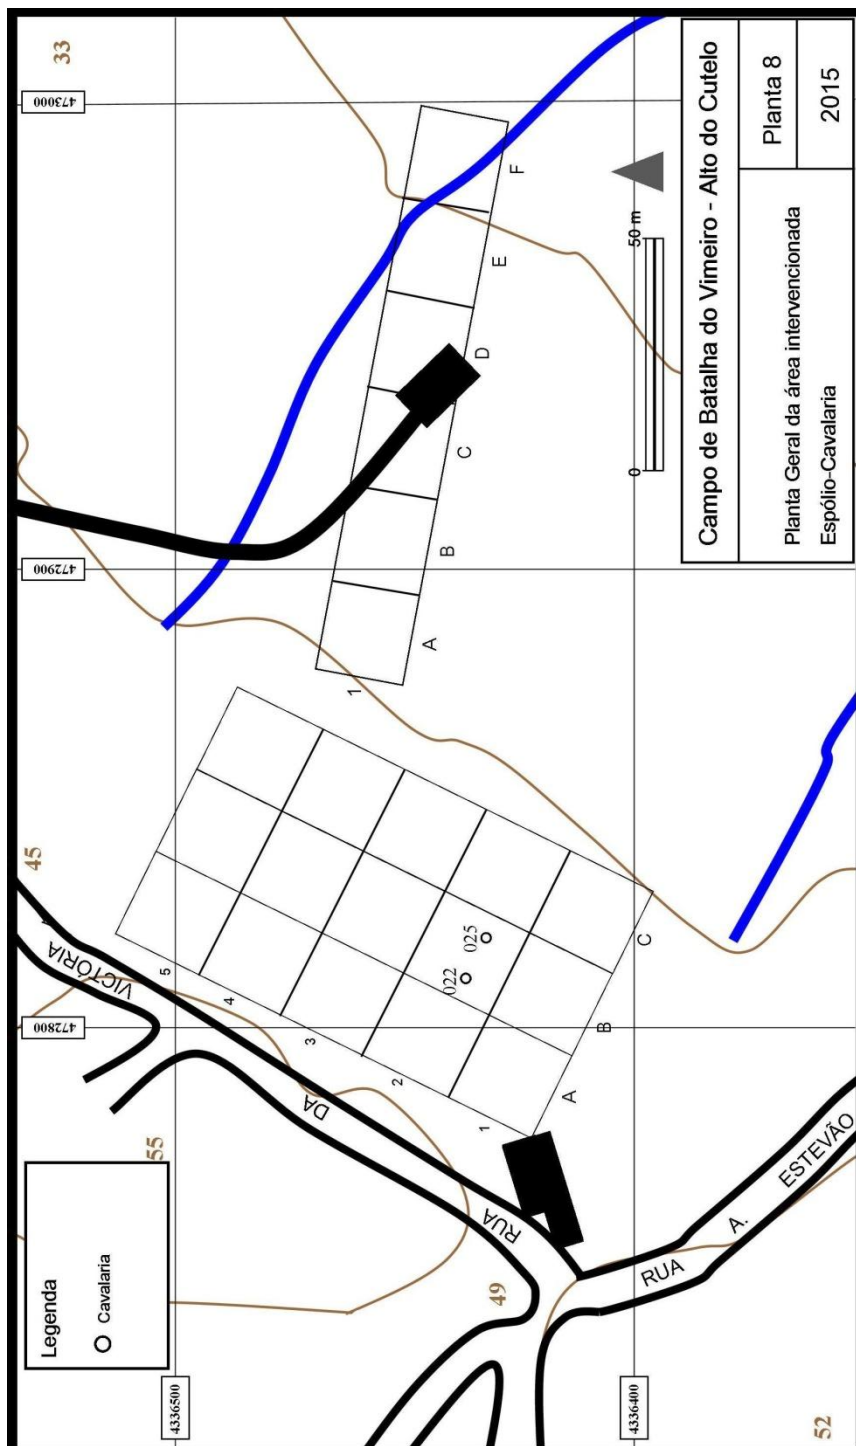 33
473000
Campo de Batalha do Vimeiro - Alto do Cutelo
Planta 8
2015
Planta Geral da área intervencionada
Espólio-Cavalaria
50 m
0
F
E
D
C
B
A
1
472900
45
VICTÓRIA
DA
RUA
5
4
3
2
1
025
022
C
B
A
472800
55
Legenda
Cavalaria
49
RUA
A.
ESTEVÃO
4336500
4336400
52